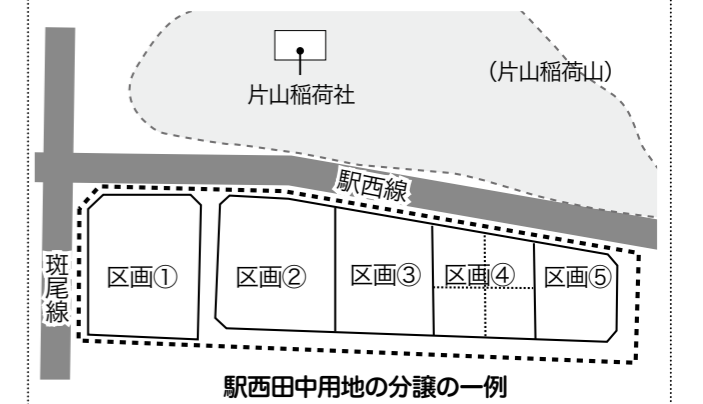 片山稲荷社
（片山稲荷山）
駅西線
斑尾線
区画①
区画②
区画③
区画④
区画⑤
駅西田中用地の分譲の一例